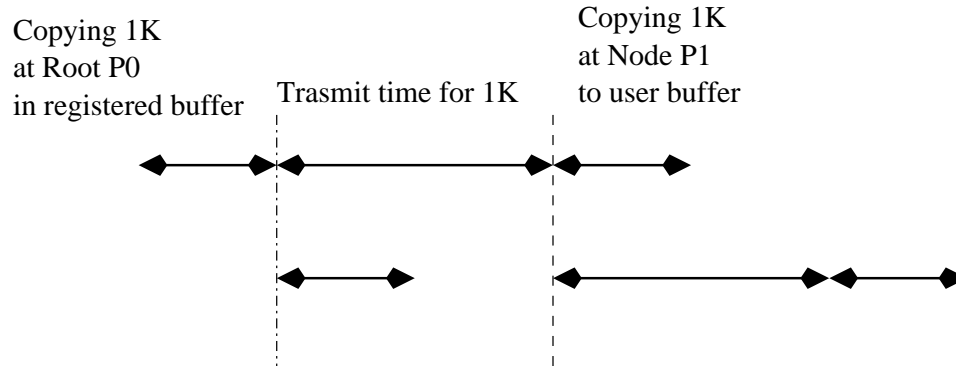 Copying 1K
at Root P0
in registered buffer
Trasmit time for 1K
Copying 1K
at Node P1
to user buffer